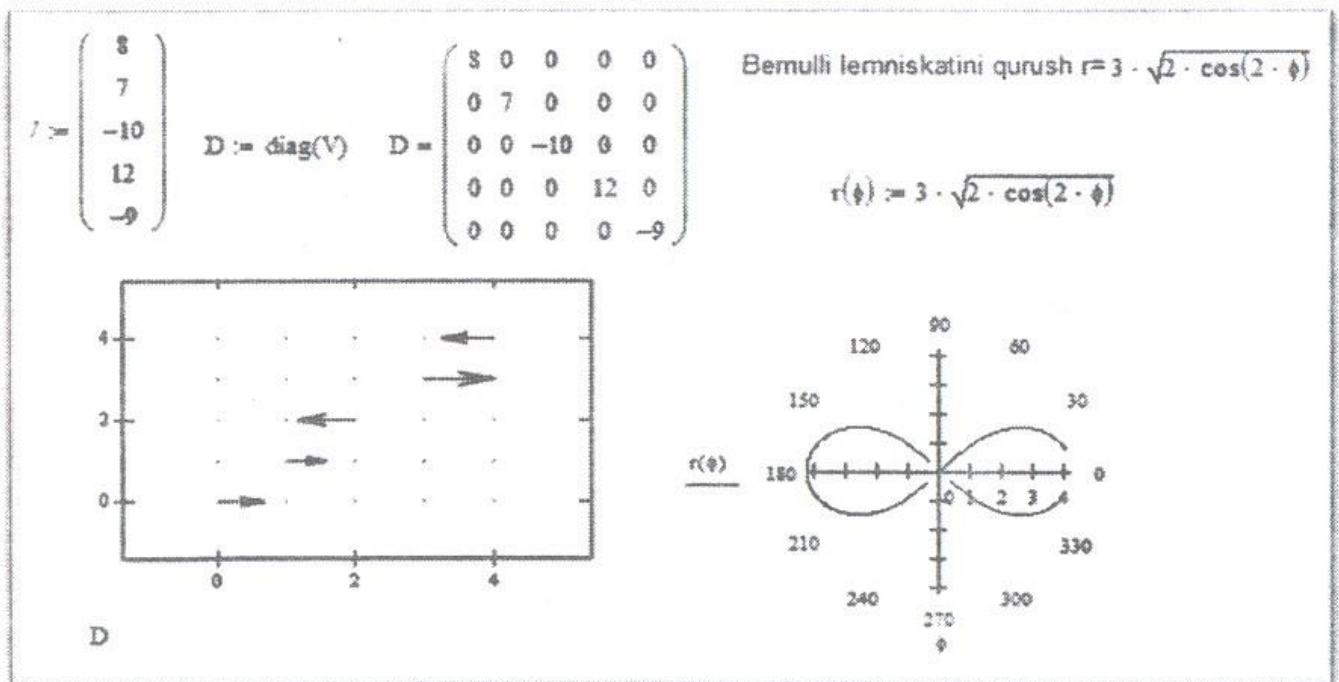 := ( 8 7 −10 12 −9 ) D := diag(V) D = ( 8 0 0 0 0
0 7 0 0 0
0 0 −10 0 0
0 0 0 12 0
0 0 0 0 −9 )
Bernulli lemniskatini qurush r= 3 · √2 · cos(2 · ϕ)
r(ϕ) := 3 · √2 · cos(2 · ϕ)
4
2
0
0 2 4
D
90
120 60
150 30
r(ϕ) 180 0
0 1 2 3 4
210 330
240 300
270
ϕ